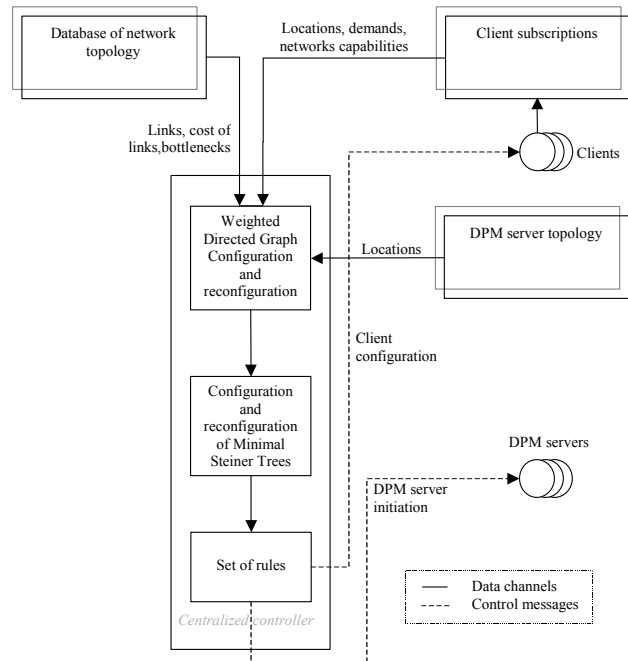 Database of network
topology
Locations, demands,
networks capabilities
Client subscriptions
Links, cost of
links,bottlenecks
Clients
Weighted
Directed Graph
Configuration
and
reconfiguration
Locations
DPM server topology
Client
configuration
Configuration
and
reconfiguration
of Minimal
Steiner Trees
DPM servers
DPM server
initiation
Set of rules
Data channels
Control messages
Centralized controller